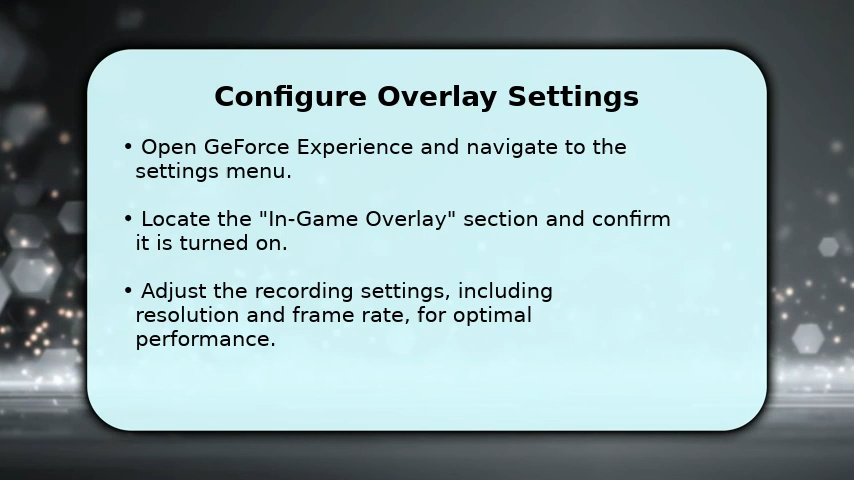 Configure Overlay Settings
• Open GeForce Experience and navigate to the
settings menu.
• Locate the "In-Game Overlay" section and confirm
it is turned on.
• Adjust the recording settings, including
resolution and frame rate, for optimal
performance.